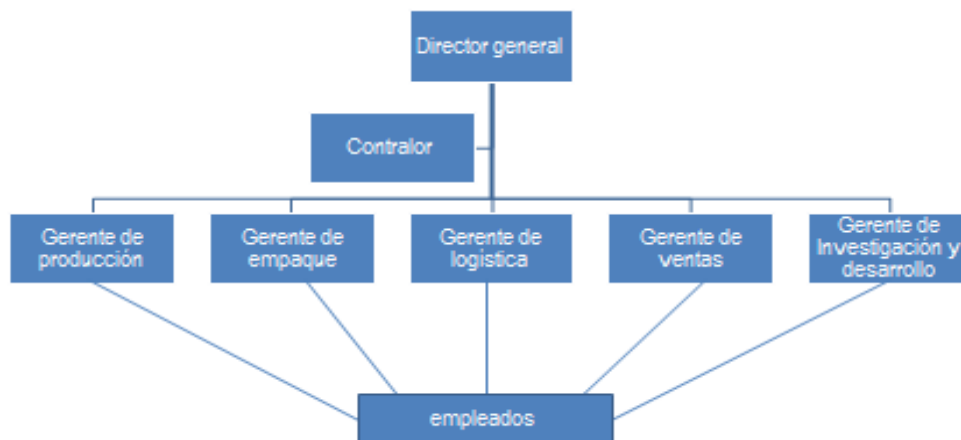 Director general
Contralor
Gerente de
producción
Gerente de
empaque
Gerente de
logística
Gerente de
ventas
Gerente de
Investigación y
desarrollo
empleados